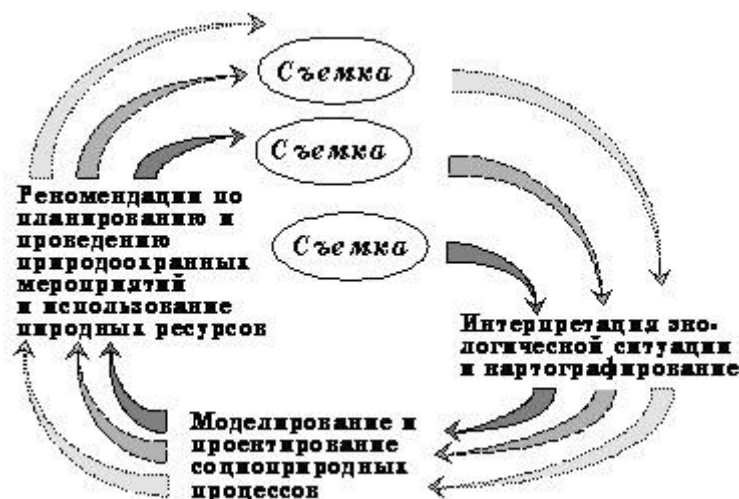 Съемка
Съемка
Съемка
Рекомендации по
планированию и
проведению
природоохранных
мероприятий
и использование
пиродных ресурсов
Интерпретация эко-
логической ситуации
и картографирование
Моделирование и
проектирование
социоприродных
процессов